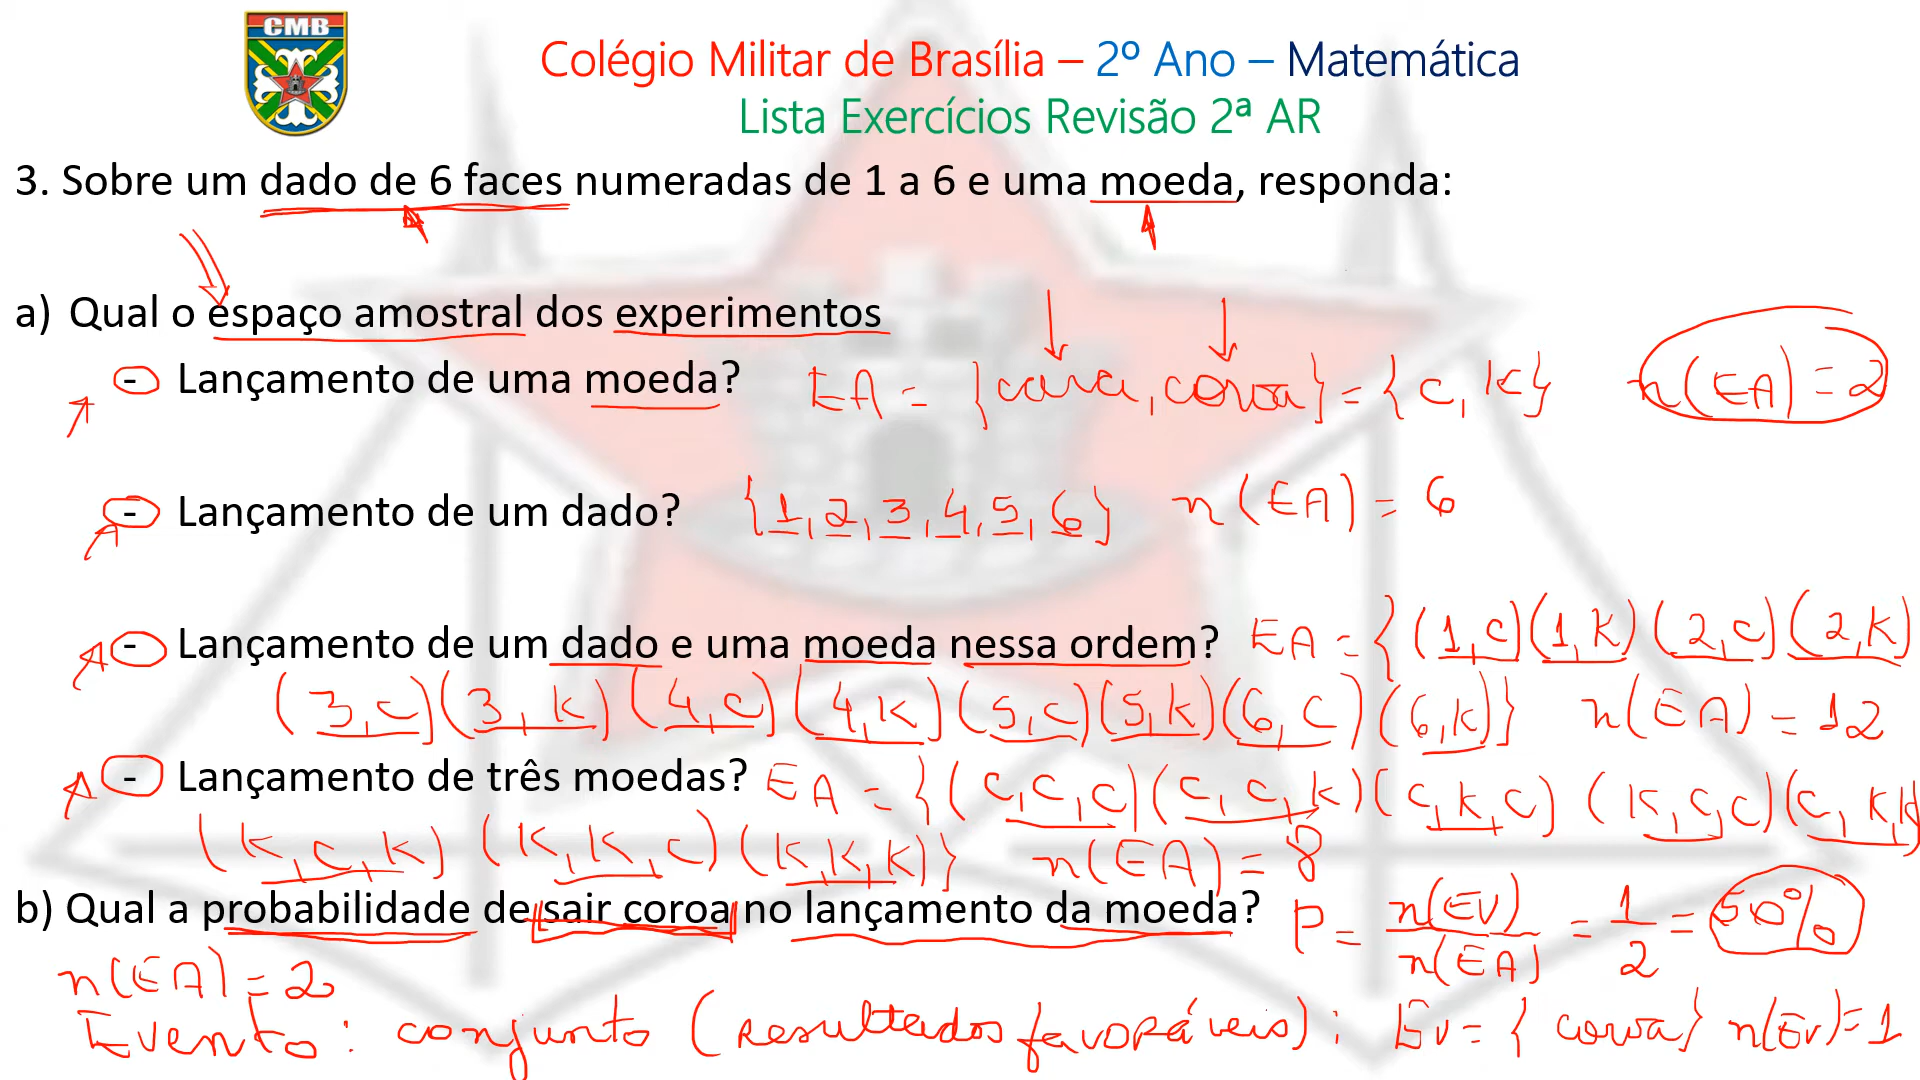 CMB
Colégio Militar de Brasília – 2º Ano – Matemática
Lista Exercícios Revisão 2ª AR
3. Sobre um dado de 6 faces numeradas de 1 a 6 e uma moeda, responda:
a) Qual o espaço amostral dos experimentos
- Lançamento de uma moeda? EA = {cara, coroa} = {C, K} n(EA) = 2
- Lançamento de um dado? {1, 2, 3, 4, 5, 6} n(EA) = 6
- Lançamento de um dado e uma moeda nessa ordem? EA = {(1,C)(1,K)(2,C)(2,K)
(3,C)(3,K)(4,C)(4,K)(5,C)(5,K)(6,C)(6,K)} n(EA) = 12
- Lançamento de três moedas? EA = {(C,C,C)(C,C,K)(C,K,C)(K,C,C)(C,K,K)
(K,C,K)(K,K,C)(K,K,K)} n(EA) = 8
b) Qual a probabilidade de sair coroa no lançamento da moeda? P = n(EV)/n(EA) = 1/2 = 50%
n(EA) = 2
Evento: conjunto (resultados favoráveis): Ev = {coroa} n(Ev) = 1